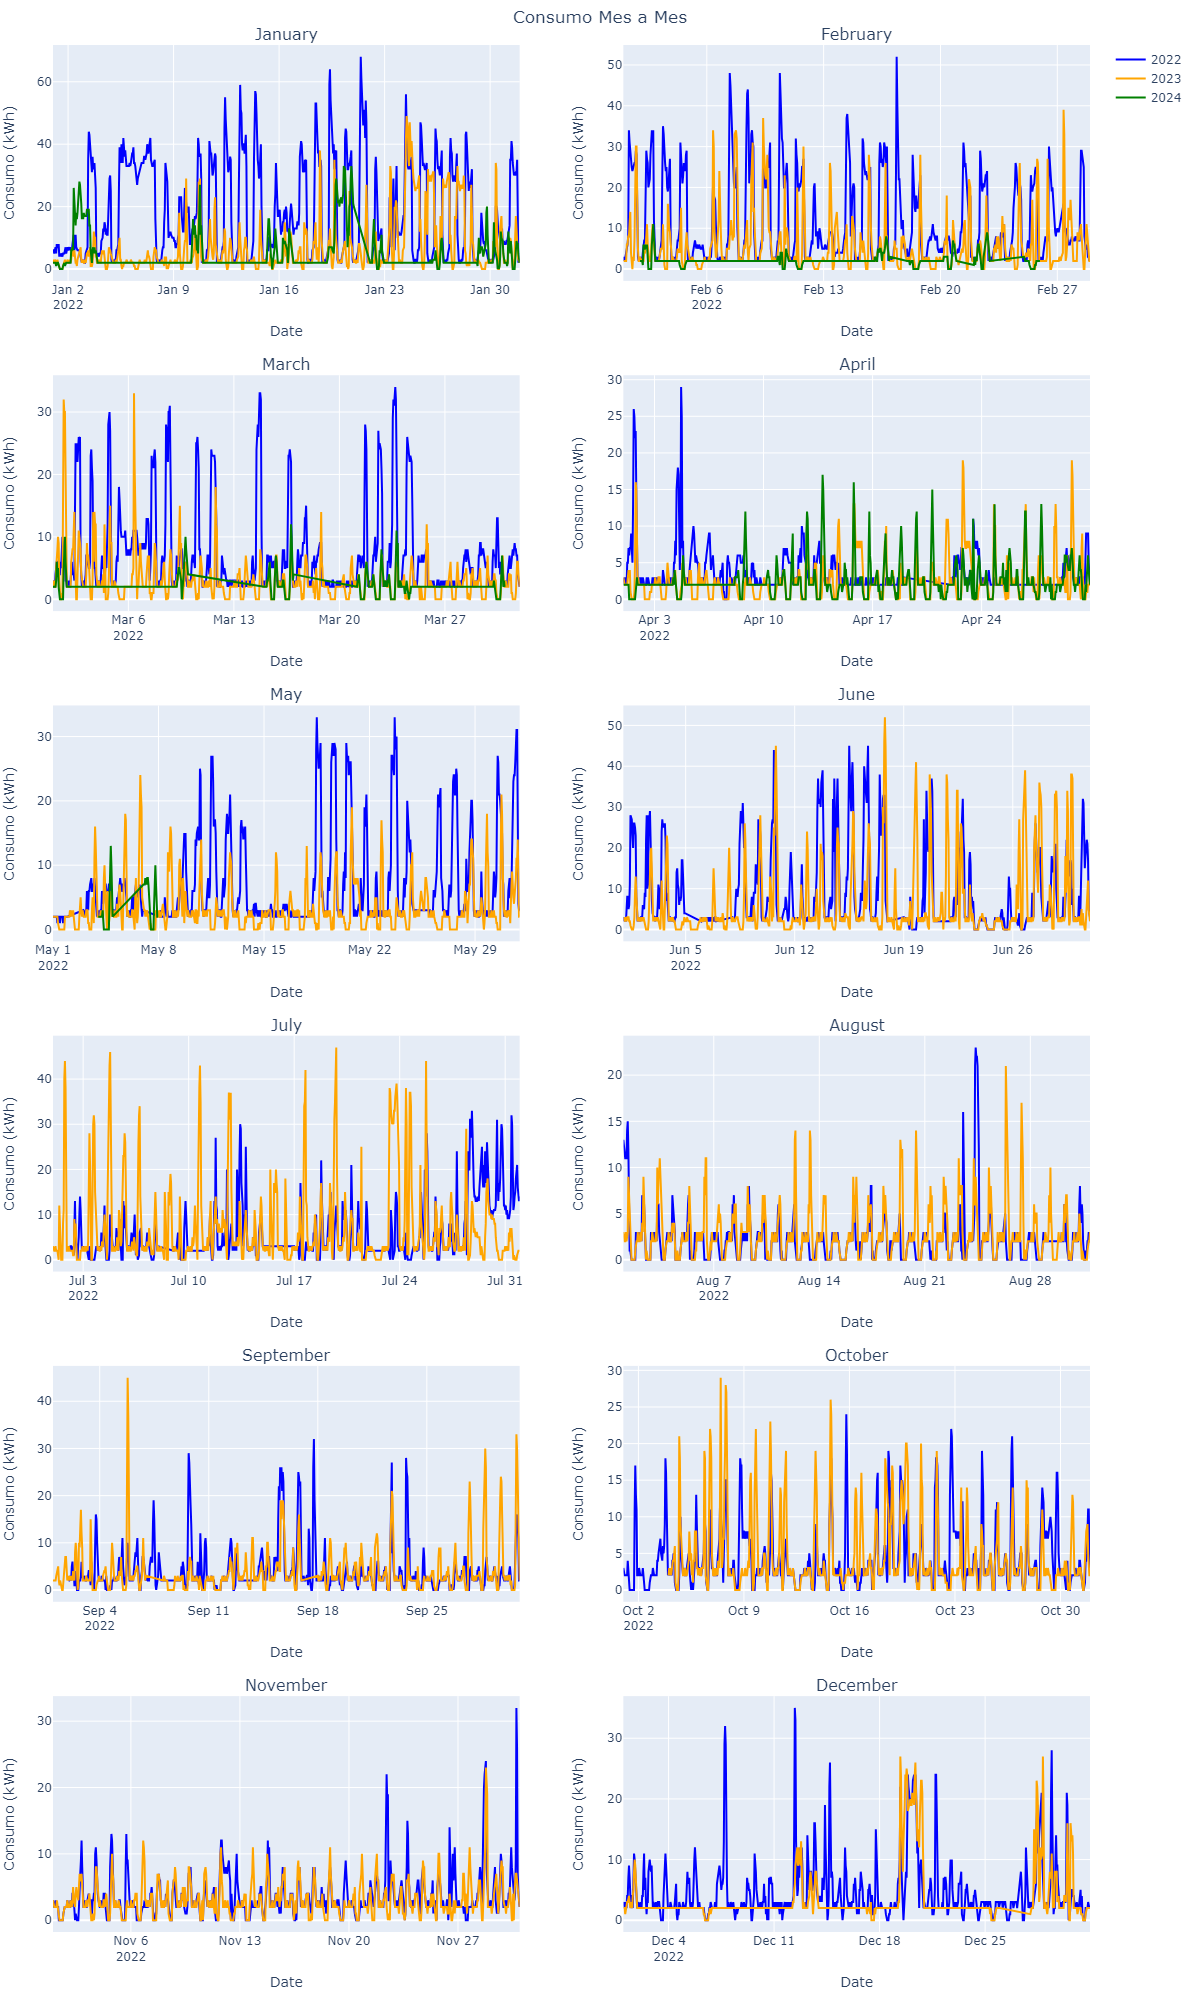 Consumo Mes a Mes
January
February
2022
2023
2024
Consumo (kWh)
60
40
20
0
Jan 2
2022
Jan 9
Jan 16
Jan 23
Jan 30
Date
Consumo (kWh)
50
40
30
20
10
0
Feb 6
2022
Feb 13
Feb 20
Feb 27
Date
March
Consumo (kWh)
30
20
10
0
Mar 6
2022
Mar 13
Mar 20
Mar 27
Date
April
Consumo (kWh)
30
25
20
15
10
5
0
Apr 3
2022
Apr 10
Apr 17
Apr 24
Date
May
Consumo (kWh)
30
20
10
0
May 1
2022
May 8
May 15
May 22
May 29
Date
June
Consumo (kWh)
50
40
30
20
10
0
Jun 5
2022
Jun 12
Jun 19
Jun 26
Date
July
Consumo (kWh)
40
30
20
10
0
Jul 3
2022
Jul 10
Jul 17
Jul 24
Jul 31
Date
August
Consumo (kWh)
20
15
10
5
0
Aug 7
2022
Aug 14
Aug 21
Aug 28
Date
September
Consumo (kWh)
40
30
20
10
0
Sep 4
2022
Sep 11
Sep 18
Sep 25
Date
October
Consumo (kWh)
30
25
20
15
10
5
0
Oct 2
2022
Oct 9
Oct 16
Oct 23
Oct 30
Date
November
Consumo (kWh)
30
20
10
0
Nov 6
2022
Nov 13
Nov 20
Nov 27
Date
December
Consumo (kWh)
30
20
10
0
Dec 4
2022
Dec 11
Dec 18
Dec 25
Date